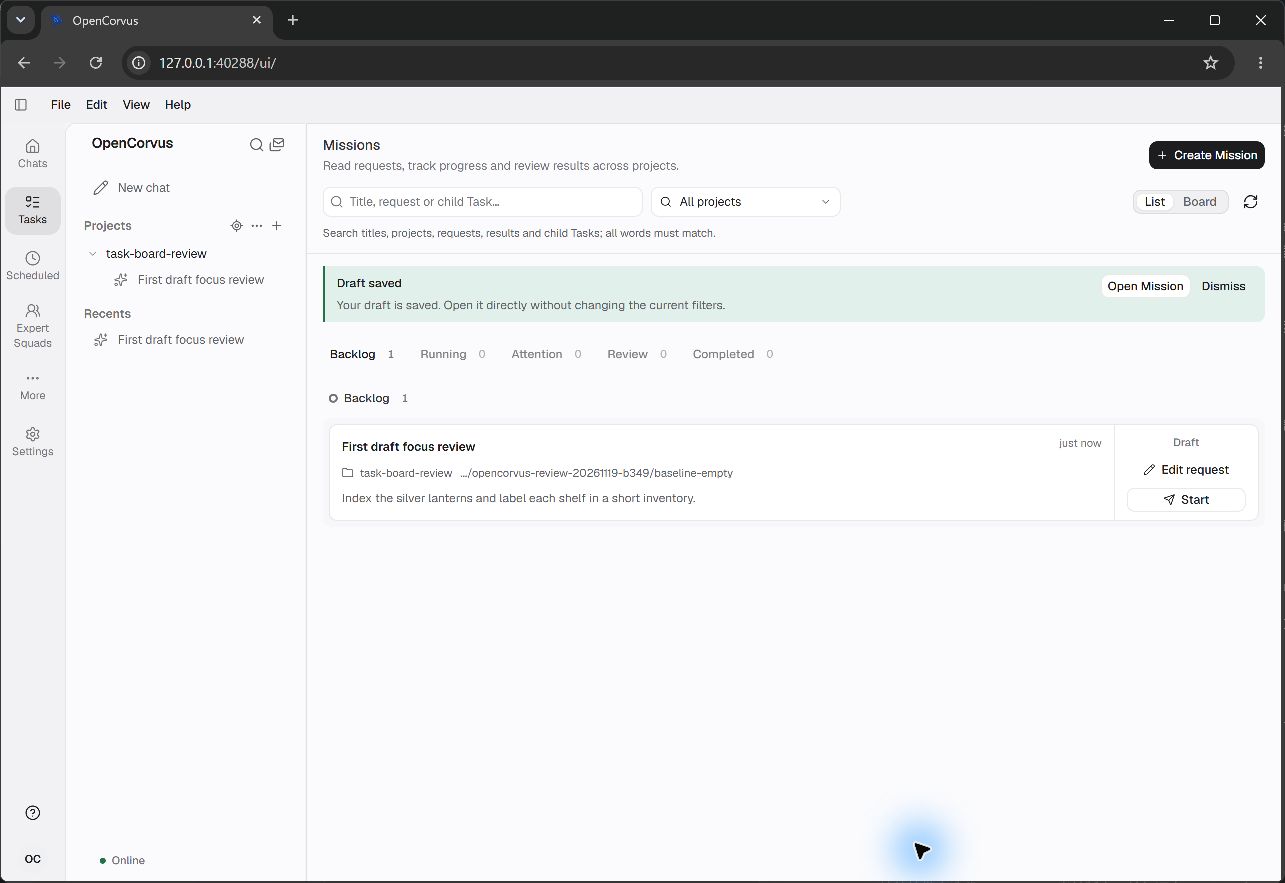 OpenCorvus
127.0.0.1:40288/ui/
File Edit View Help
Chats
Tasks
Scheduled
Expert
Squads
More
Settings
OC
OpenCorvus
New chat
Projects
task-board-review
First draft focus review
Recents
First draft focus review
Online
Missions
Read requests, track progress and review results across projects.
+ Create Mission
Title, request or child Task...
All projects
List Board
Search titles, projects, requests, results and child Tasks; all words must match.
Draft saved
Your draft is saved. Open it directly without changing the current filters.
Open Mission Dismiss
Backlog 1 Running 0 Attention 0 Review 0 Completed 0
Backlog 1
First draft focus review
just now
task-board-review .../opencorvus-review-20261119-b349/baseline-empty
Index the silver lanterns and label each shelf in a short inventory.
Draft
Edit request
Start